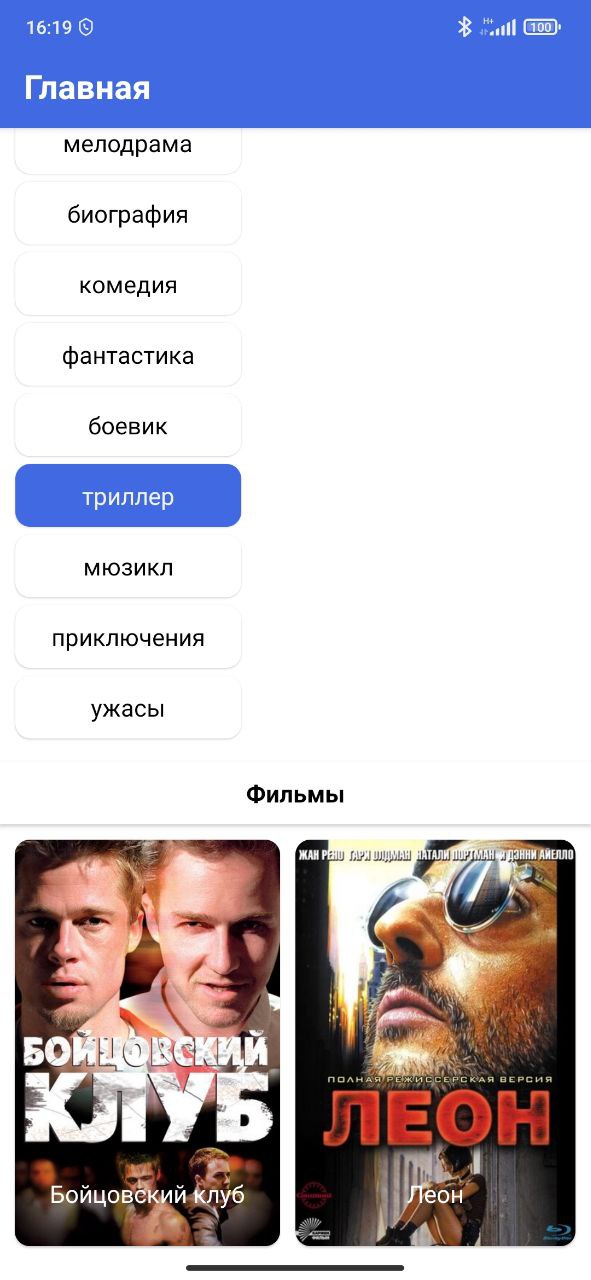 16:19
H+
100
Главная
мелодрама
биография
комедия
фантастика
боевик
триллер
мюзикл
приключения
ужасы
Фильмы
БОЙЦОВСКИЙ
КЛУБ
Бойцовский клуб
ЖАН РЕНО ГАРИ ОЛДМАН НАТАЛИ ПОРТМАН и ДЭННИ АЙЕЛЛО
ПОЛНАЯ РЕЖИССЕРСКАЯ ВЕРСИЯ
ЛЕОН
Леон